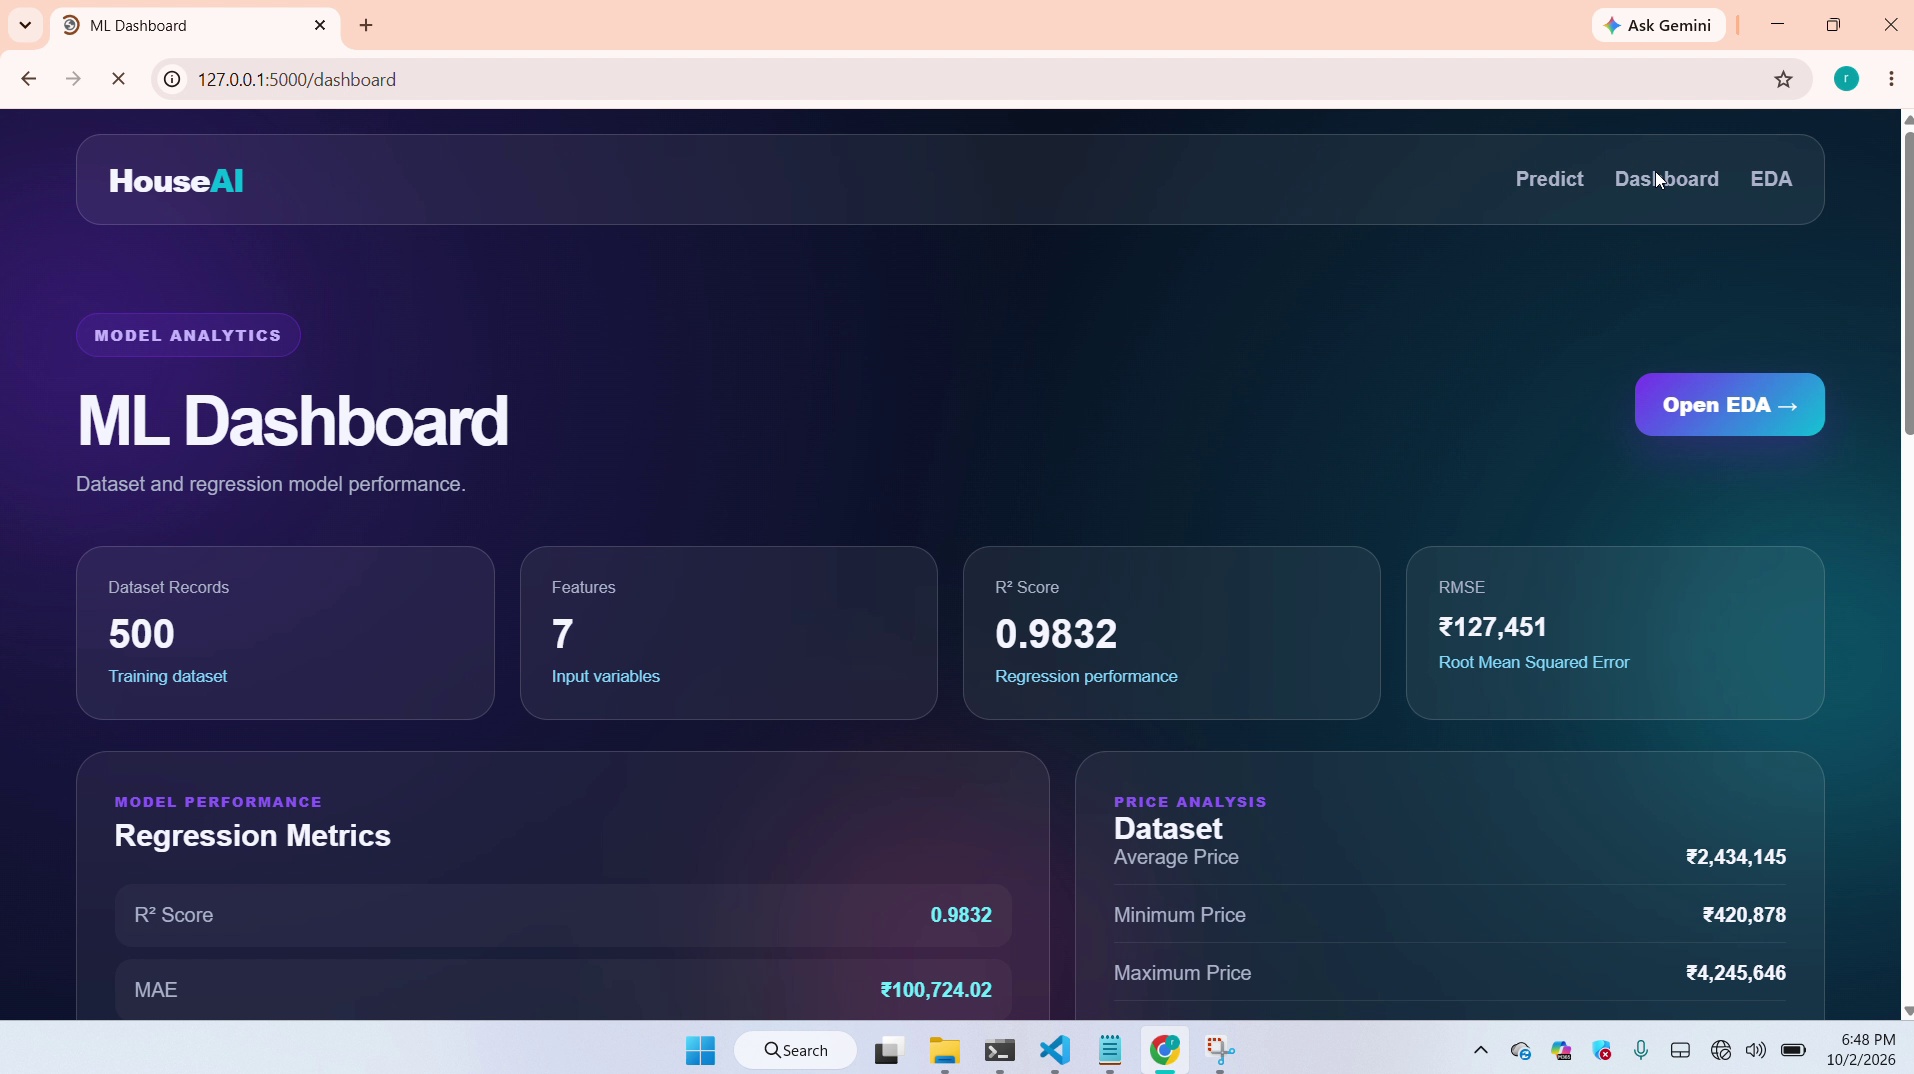 ML Dashboard
Ask Gemini
127.0.0.1:5000/dashboard
r
HouseAI
Predict Dashboard EDA
MODEL ANALYTICS
ML Dashboard
Open EDA →
Dataset and regression model performance.
Dataset Records
500
Training dataset
Features
7
Input variables
R² Score
0.9832
Regression performance
RMSE
₹127,451
Root Mean Squared Error
MODEL PERFORMANCE
Regression Metrics
R² Score 0.9832
MAE ₹100,724.02
PRICE ANALYSIS
Dataset
Average Price ₹2,434,145
Minimum Price ₹420,878
Maximum Price ₹4,245,646
Search
6:48 PM
10/2/2026